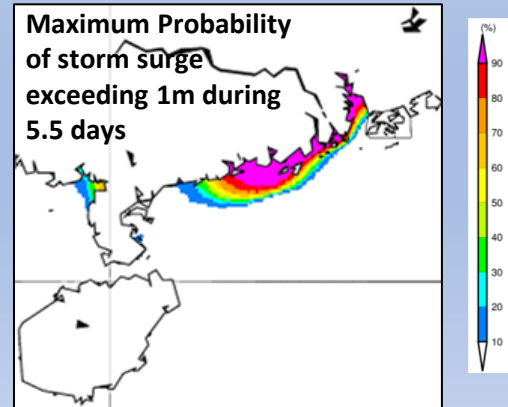 Maximum Probability
of storm surge
exceeding 1m during
5.5 days
(%)
90
80
70
60
50
40
30
20
10